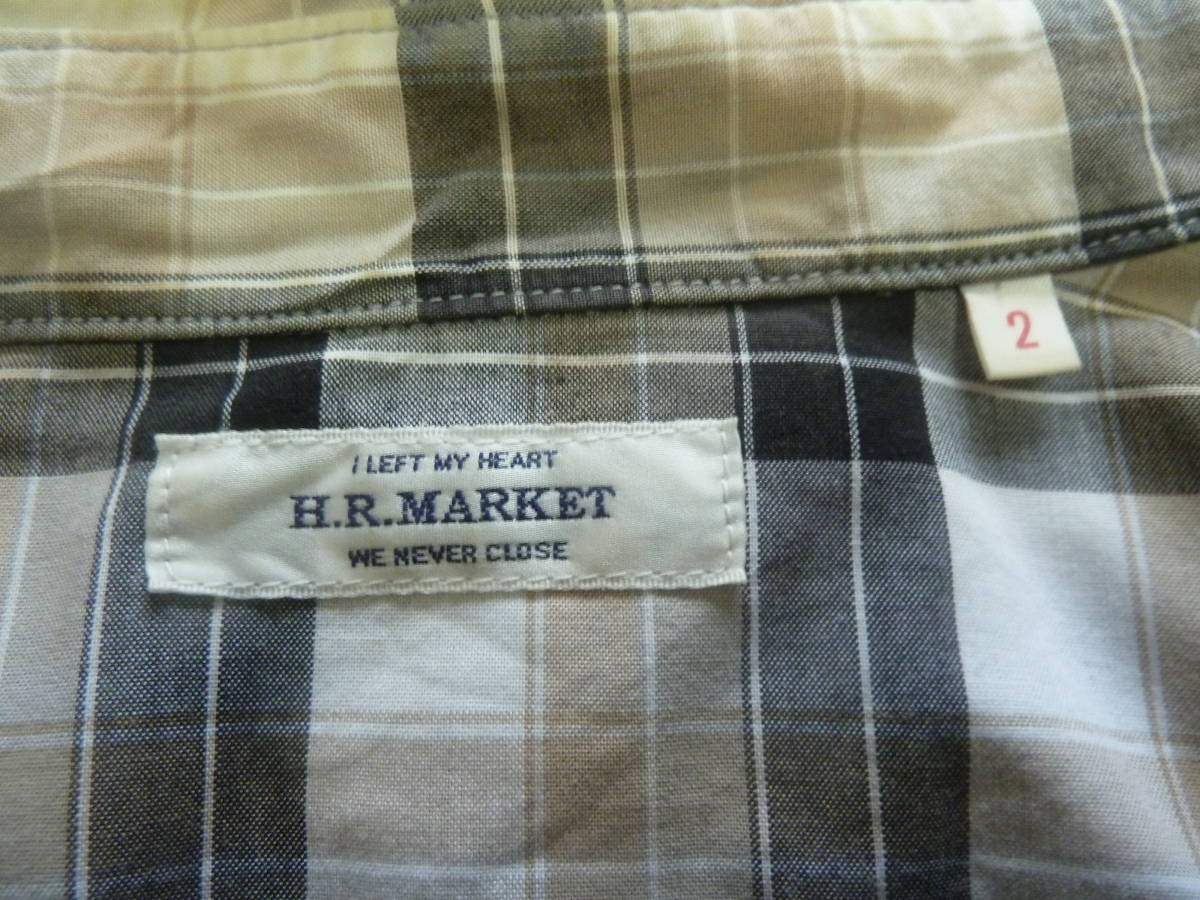 2
I LEFT MY HEART
H.R.MARKET
WE NEVER CLOSE